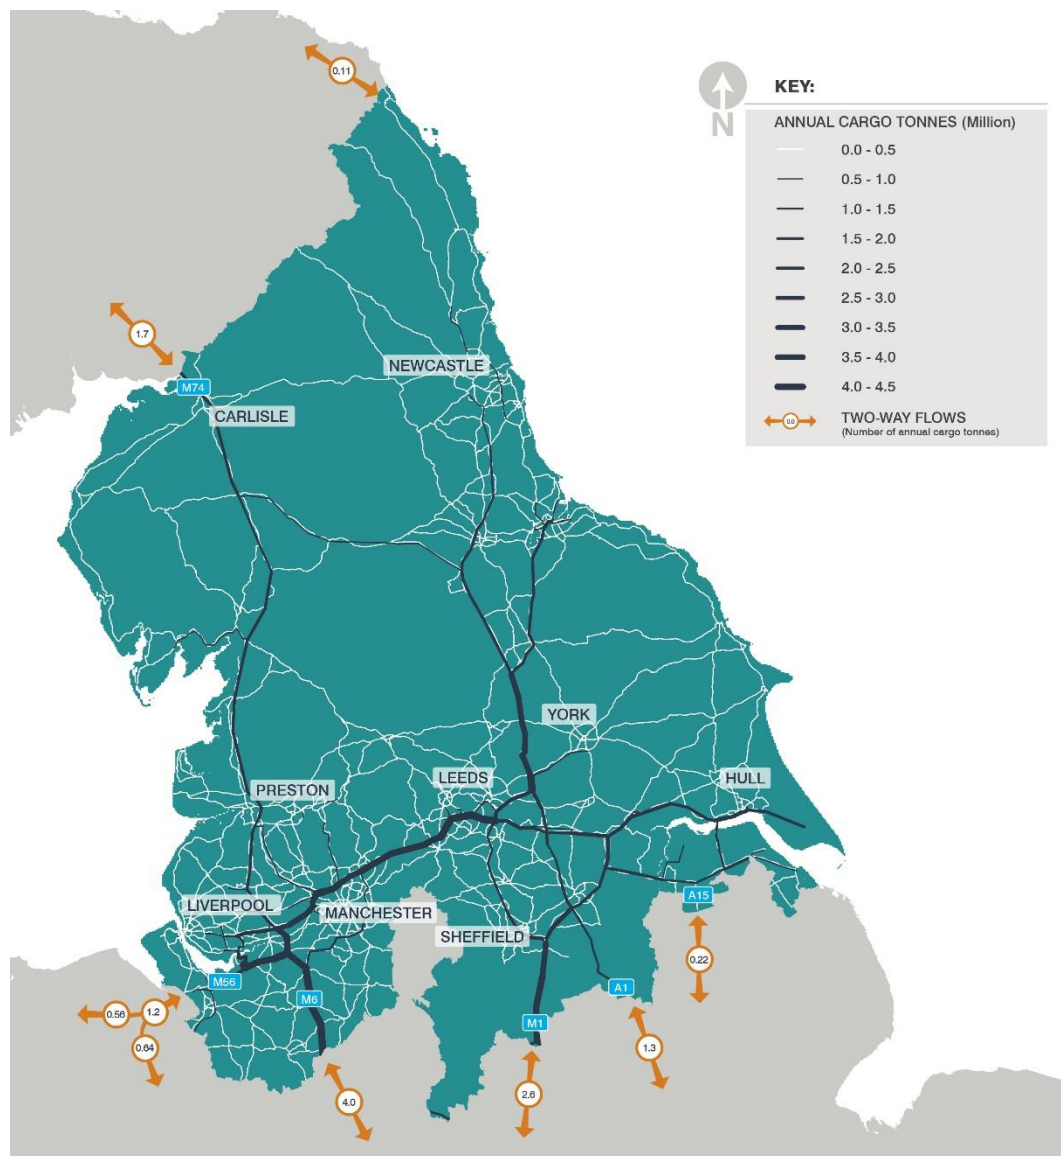 0.11
KEY:
N
ANNUAL CARGO TONNES (Million)
0.0 - 0.5
0.5 - 1.0
1.0 - 1.5
1.5 - 2.0
2.0 - 2.5
2.5 - 3.0
3.0 - 3.5
3.5 - 4.0
4.0 - 4.5
0.0
TWO-WAY FLOWS
(Number of annual cargo tonnes)
1.7
NEWCASTLE
M74
CARLISLE
YORK
LEEDS
HULL
PRESTON
A15
LIVERPOOL
MANCHESTER
SHEFFIELD
0.22
M56
M6
A1
M1
0.56
1.2
0.64
1.3
4.0
2.6